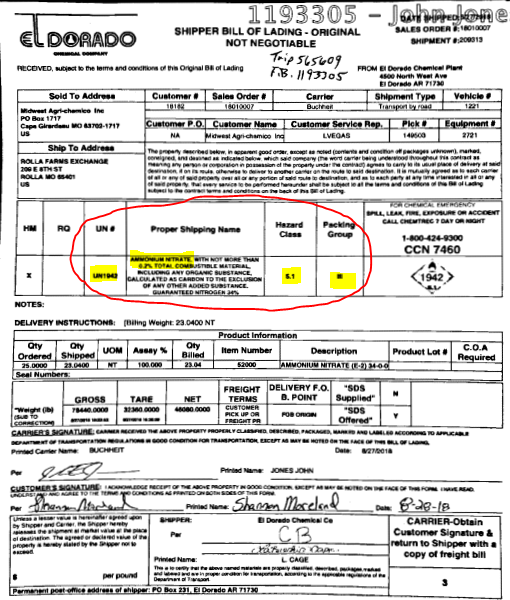 1193305 - John Jone
EL DORADO
CHEMICAL COMPANY
SHIPPER BILL OF LADING - ORIGINAL
NOT NEGOTIABLE
SALES ORDER #:18010007
SHIPMENT #:209313
Trip 565609
F.B. 1193305
RECEIVED, subject to the terms and conditions of this Original Bill of Lading
FROM El Dorado Chemical Plant
4500 North West Ave
El Dorado AR 71730
Sold To Address
Customer # Sales Order # Carrier Shipment Type Vehicle #
18182 18010007 Buchheit Transport by road 1221
Midwest Agri-chemico Inc
PO Box 1717
Cape Girardeau MO 63702-1717
US
Customer P.O. Customer Name Customer Service Rep. Pick # Equipment #
NA Midwest Agri-chemico Inc LVEGAS 149503 2721
Ship To Address
ROLLA FARMS EXCHANGE
209 E 8TH ST
ROLLA MO 65401
US
The property described below, in apparent good order, except as noted (contents and condition of packages unknown), marked,
consigned, and destined as indicated below, which said company (the word carrier being understood throughout this contract as
meaning any person or corporation in possession of the property under the contract) agrees to carry to its usual place of delivery at said
destination, if on its route, otherwise to deliver to another carrier on the route to said destination. It is mutually agreed as to each carrier
of all or any of said property over all or any portion of said route to destination, and as to each party at any time interested in all or any
of said property, that every service to be performed hereunder shall be subject to all the terms and conditions of this Bill of Lading
subject to the contract terms and conditions on the back of this Bill of Lading.
HM RQ UN # Proper Shipping Name Hazard Class Packing Group
FOR CHEMICAL EMERGENCY
SPILL, LEAK, FIRE, EXPOSURE OR ACCIDENT
CALL CHEMTREC 7 DAY OR NIGHT
1-800-424-9300
CCN 7460
X UN1942 AMMONIUM NITRATE, WITH NOT MORE THAN
0.2% TOTAL COMBUSTIBLE MATERIAL,
INCLUDING ANY ORGANIC SUBSTANCE,
CALCULATED AS CARBON TO THE EXCLUSION
OF ANY OTHER ADDED SUBSTANCE.
GUARANTEED NITROGEN 34%
5.1 III
1942
NOTES:
DELIVERY INSTRUCTIONS: (Billing Weight: 23.0400 NT
Product Information
Qty Ordered Qty Shipped UOM Assay % Qty Billed Item Number Description Product Lot # C.O.A Required
25.0000 23.0400 NT 100.000 23.04 52000 AMMONIUM NITRATE (E-2) 34-0-0
Seal Numbers:
GROSS TARE NET
*Weight (lb) 78440.0000 32360.0000 46080.0000
(SUB TO CORRECTION)
FREIGHT TERMS DELIVERY F.O.B. POINT "SDS Supplied" N
CUSTOMER PICK UP OR FREIGHT PR FOB ORIGIN "SDS Offered" Y
CARRIER'S SIGNATURE: CARRIER ACCEPT THE ABOVE PROPERTY PROPERLY CLASSIFIED, DESCRIBED, PACKAGED, MARKED AND LABELED ACCORDING TO APPLICABLE
DEPARTMENT OF TRANSPORTATION REGULATIONS IN GOOD CONDITION FOR TRANSPORTATION, EXCEPT AS MAY BE NOTED ON THE FACE OF THIS BILL OF LADING.
BUCHHEIT Date: 8/27/2018
Per Printed Name: JONES JOHN
CUSTOMER'S SIGNATURE: I ACKNOWLEDGE RECEIPT OF THE ABOVE PROPERTY IN GOOD CONDITION, EXCEPT AS MAY BE NOTED ON THE FACE OF THIS FORM. I HAVE READ,
UNDERSTAND AND AGREE TO THE TERMS AND CONDITIONS AS PRINTED ON BOTH SIDES OF THIS FORM.
Per Shannon Moreland Printed Name: Shannon Moreland Date: 8-28-18
Unless a lesser value is hereinafter agreed upon
by Shipper and Carrier, the Shipper hereby
releases the shipment at market value at the place
of destination. The agreed or declared value of the
property is hereby stated by the Shipper not to
exceed.
$ per pound
SHIPPER: El Dorado Chemical Co
Per CB
Printed Name: L CAGE
This is to certify that the above named materials are properly classified, described, packaged, marked
and labeled and are in proper condition for transportation, according to the applicable regulations of the
Department of Transportation
CARRIER-Obtain
Customer Signature &
return to Shipper with a
copy of freight bill
3
Permanent post-office address of shipper: PO Box 231, El Dorado AR 71730